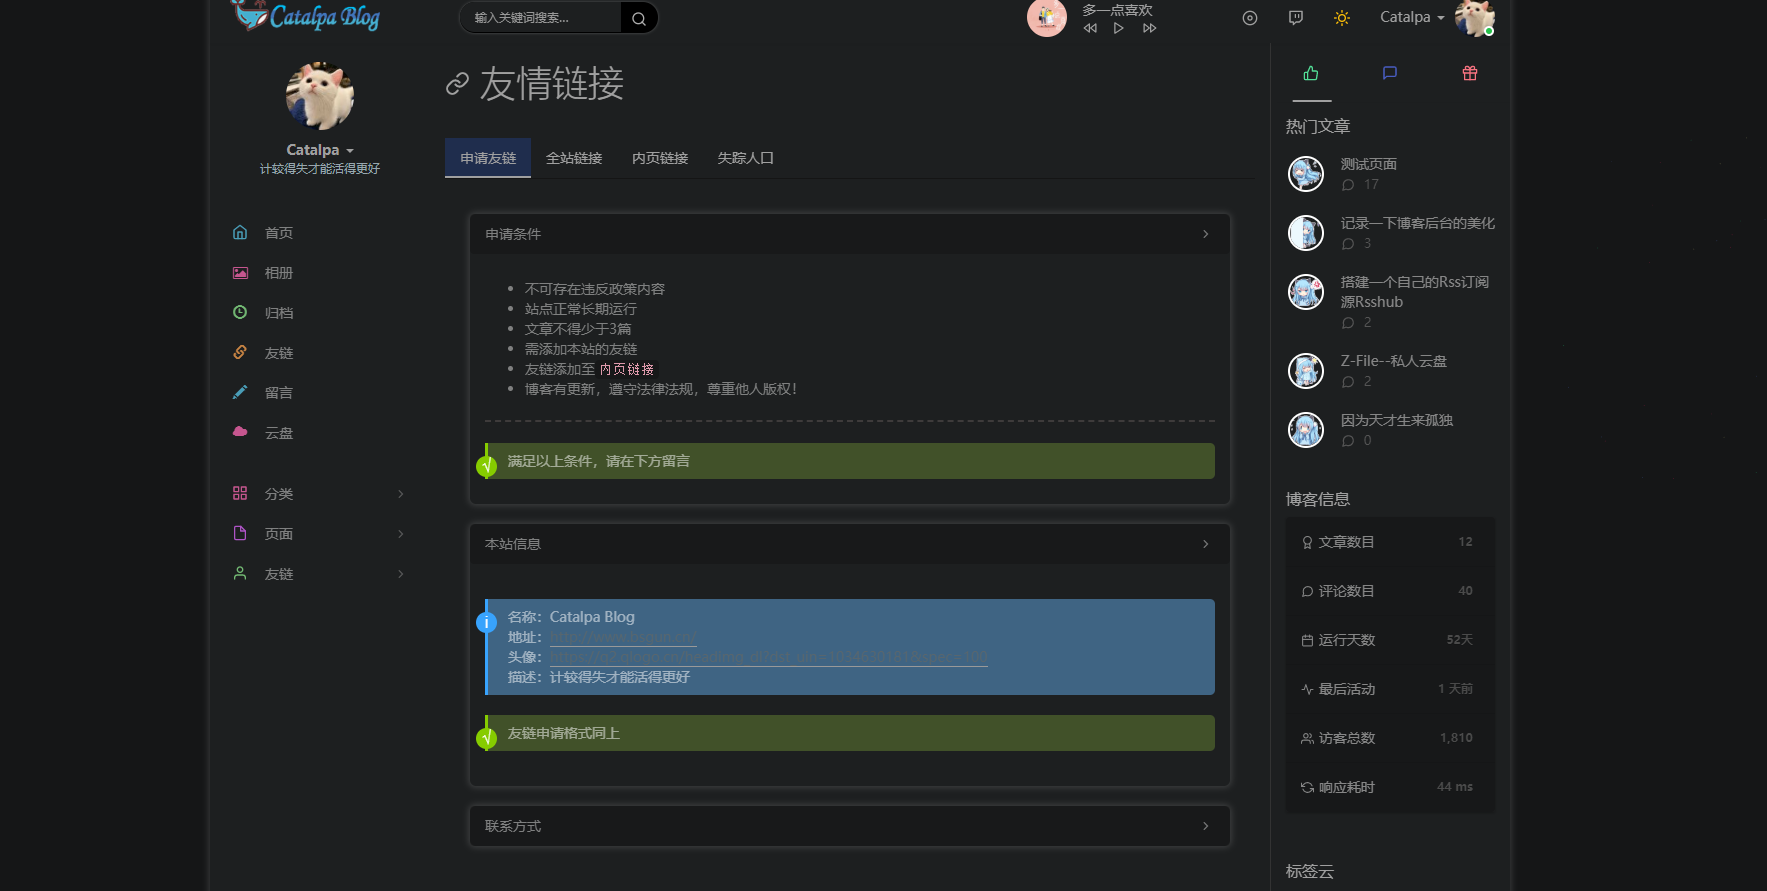 Catalpa Blog
输入关键词搜索...
多一点喜欢
Catalpa
Catalpa
计较得失才能活得更好
首页
相册
归档
友链
留言
云盘
分类
页面
友链
友情链接
申请友链 全站链接 内页链接 失踪人口
申请条件
不可存在违反政策内容
站点正常长期运行
文章不得少于3篇
需添加本站的友链
友链添加至 内页链接
博客有更新，遵守法律法规，尊重他人版权！
满足以上条件，请在下方留言
本站信息
名称：Catalpa Blog
地址：
头像：
描述：计较得失才能活得更好
友链申请格式同上
联系方式
热门文章
测试页面
17
记录一下博客后台的美化
3
搭建一个自己的Rss订阅
源Rsshub
2
Z-File--私人云盘
2
因为天才生来孤独
0
博客信息
文章数目 12
评论数目 40
运行天数 52天
最后活动 1 天前
访客总数 1,810
响应耗时 44 ms
标签云